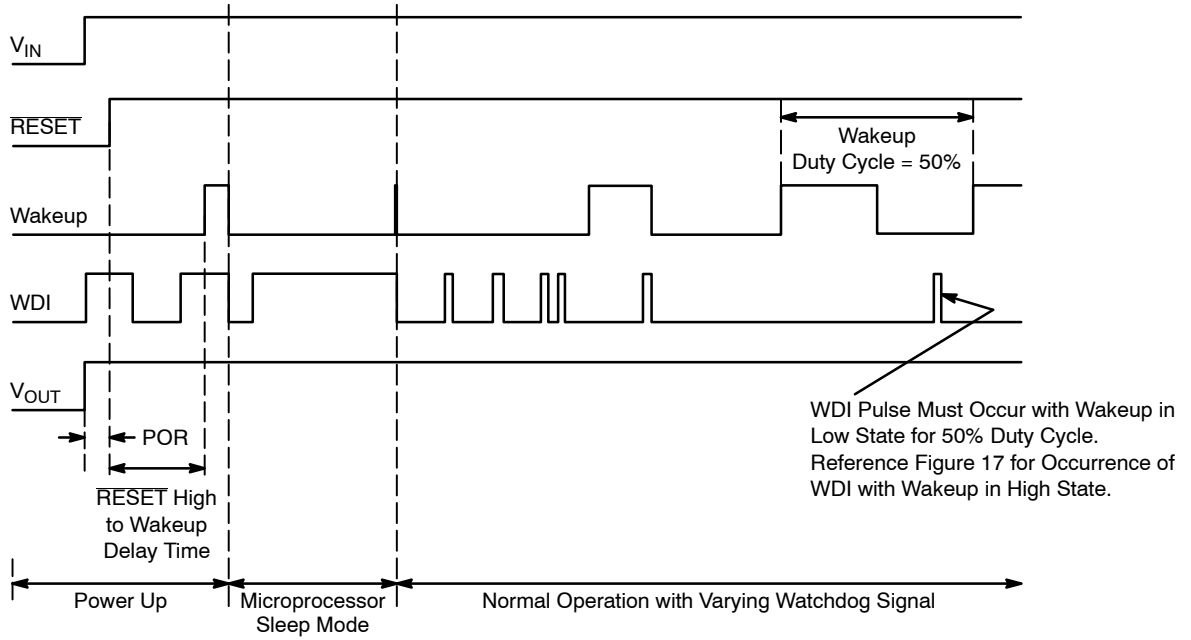 VIN
RESET
Wakeup
Duty Cycle = 50%
Wakeup
WDI
VOUT
POR
WDI Pulse Must Occur with Wakeup in
Low State for 50% Duty Cycle.
Reference Figure 17 for Occurrence of
WDI with Wakeup in High State.
RESET High
to Wakeup
Delay Time
Power Up
Microprocessor
Sleep Mode
Normal Operation with Varying Watchdog Signal